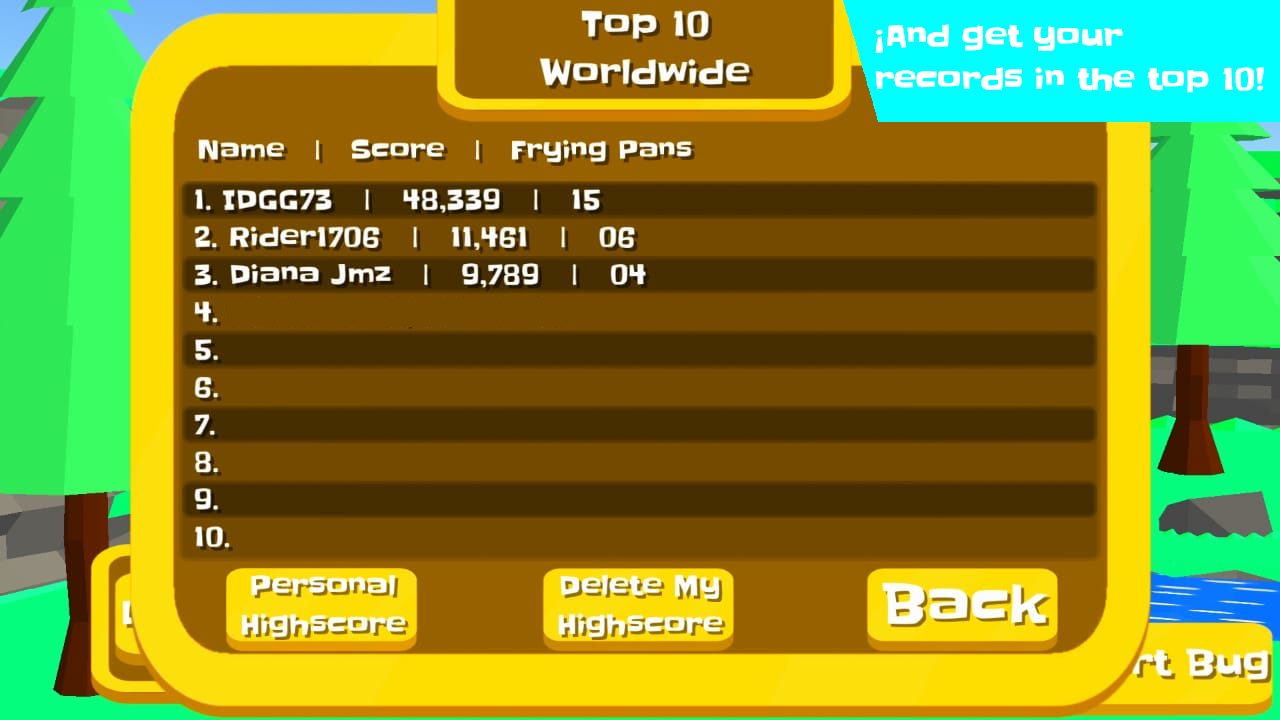 Top 10
Worldwide
¡And get your
records in the top 10!
Name | Score | Frying Pans
1. IDGG73 | 48,339 | 15
2. Rider1706 | 11,461 | 06
3. Diana Jmz | 9,789 | 04
4.
5.
6.
7.
8.
9.
10.
Personal
Highscore
Delete My
Highscore
Back
rt Bug